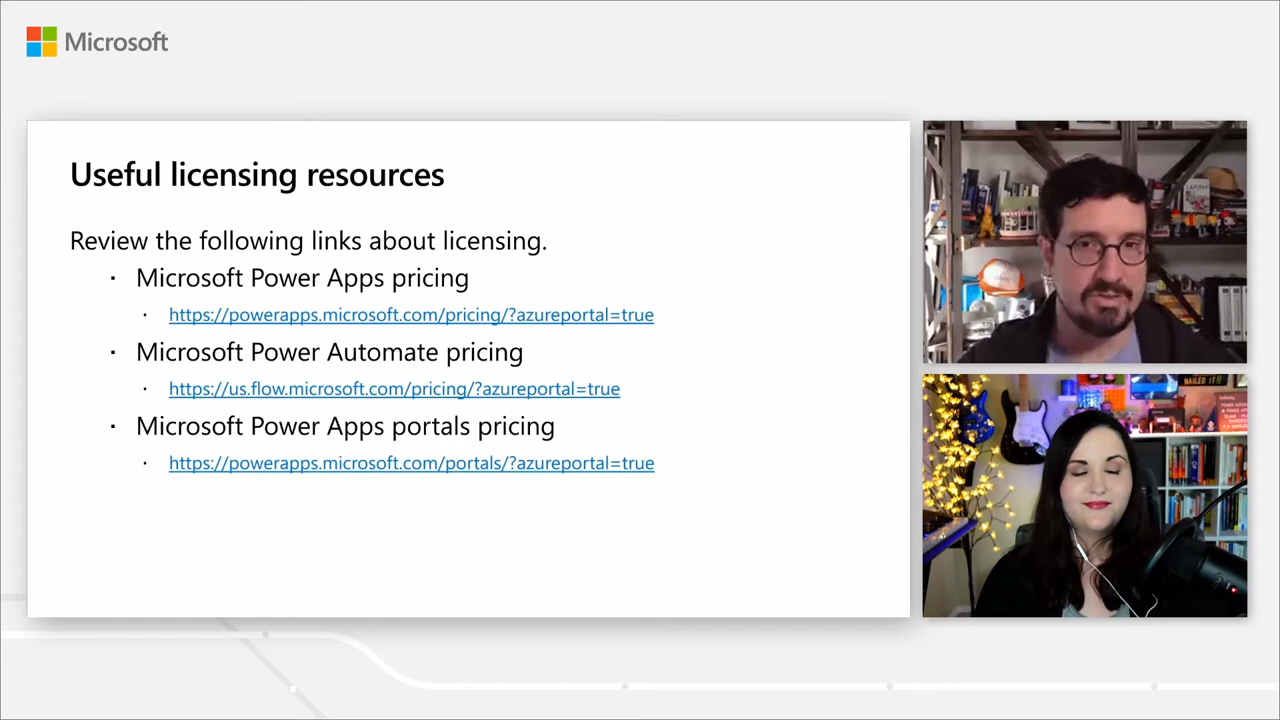 Microsoft
Useful licensing resources
Review the following links about licensing.
· Microsoft Power Apps pricing
· https://powerapps.microsoft.com/pricing/?azureportal=true
· Microsoft Power Automate pricing
· https://us.flow.microsoft.com/pricing/?azureportal=true
· Microsoft Power Apps portals pricing
· https://powerapps.microsoft.com/portals/?azureportal=true
NAILED IT!